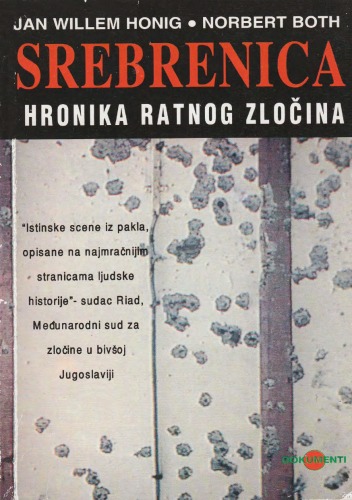 JAN WILLEM HONIG ● NORBERT BOTH
SREBRENICA
HRONIKA RATNOG ZLOČINA
"Istinske scene iz pakla,
opisane na najmračnijim
stranicama ljudske
historije"- sudac Riad,
Međunarodni sud za
zločine u bivšoj
Jugoslaviji
DOKUMENTI